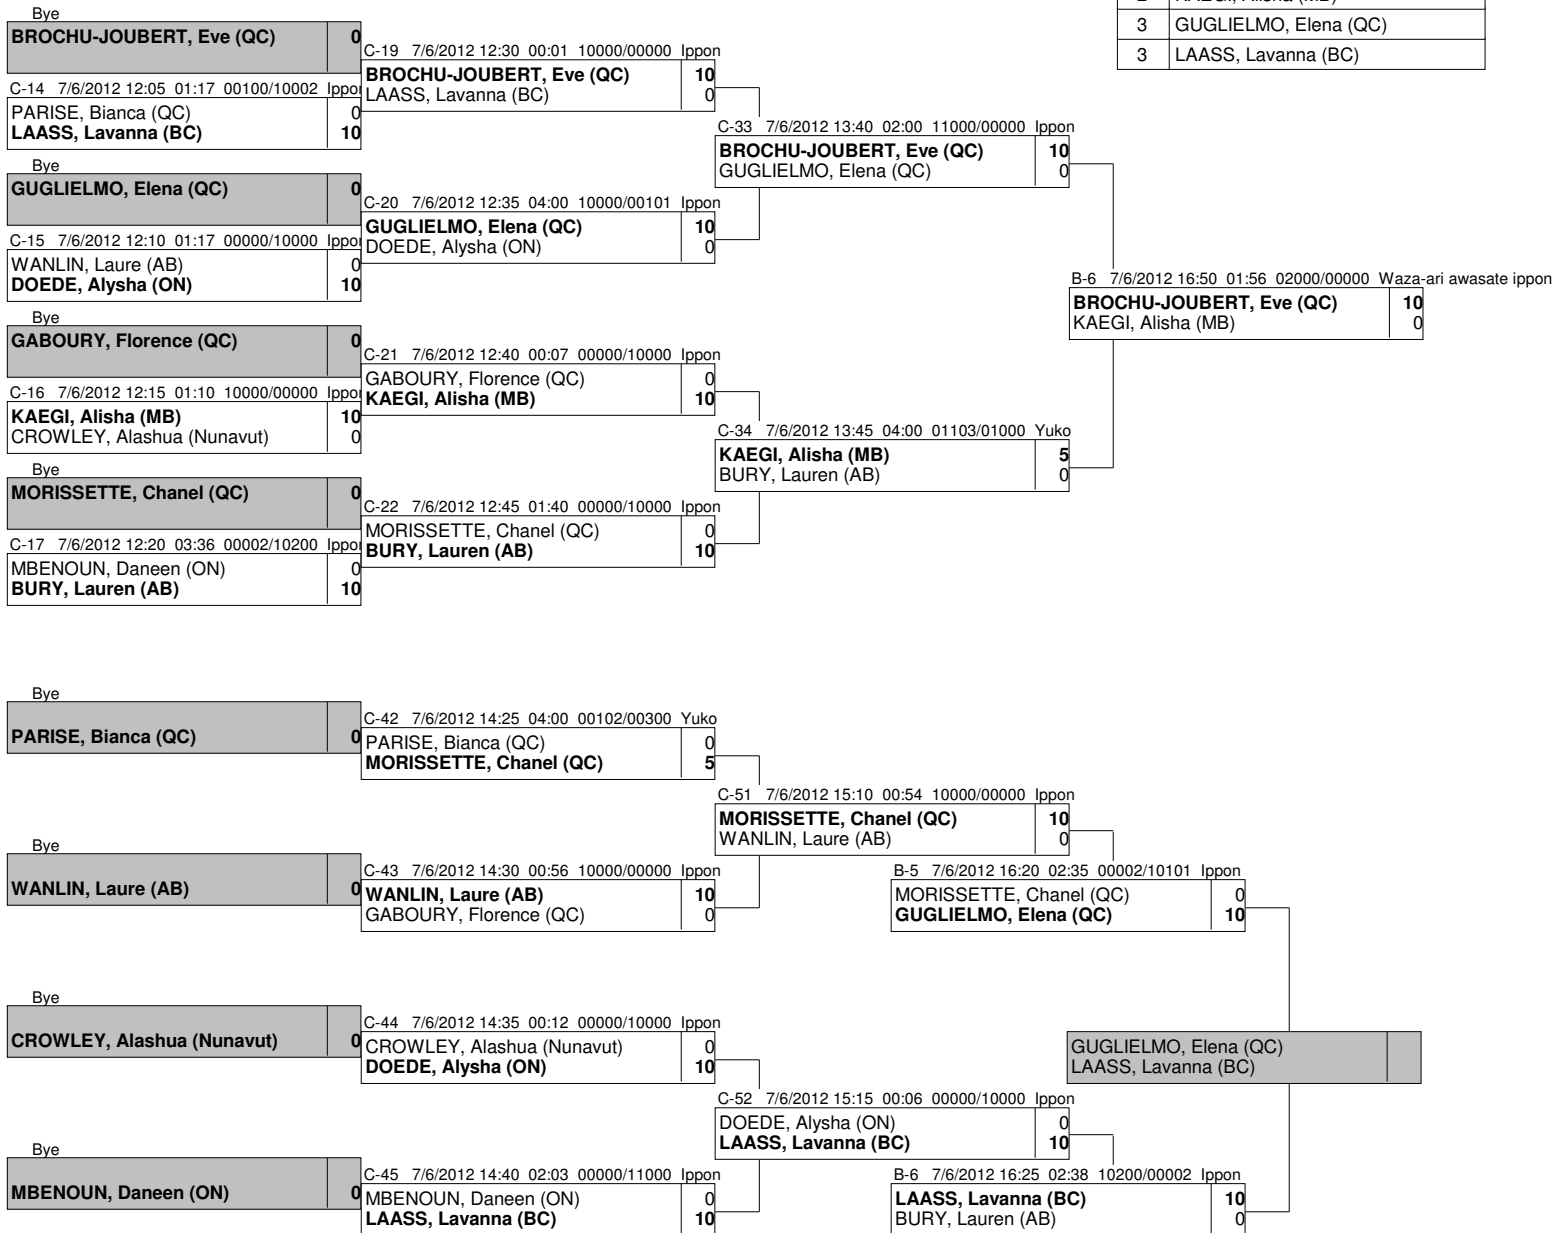 2 KAEGI, Alisha (MB)
3 GUGLIELMO, Elena (QC)
3 LAASS, Lavanna (BC)
Bye
BROCHU-JOUBERT, Eve (QC) 0
C-14 7/6/2012 12:05 01:17 00100/10002 Ippon
PARISE, Bianca (QC) 0
LAASS, Lavanna (BC) 10
Bye
GUGLIELMO, Elena (QC) 0
C-15 7/6/2012 12:10 01:17 00000/10000 Ippon
WANLIN, Laure (AB) 0
DOEDE, Alysha (ON) 10
Bye
GABOURY, Florence (QC) 0
C-16 7/6/2012 12:15 01:10 10000/00000 Ippon
KAEGI, Alisha (MB) 10
CROWLEY, Alashua (Nunavut) 0
Bye
MORISSETTE, Chanel (QC) 0
C-17 7/6/2012 12:20 03:36 00002/10200 Ippon
MBENOUN, Daneen (ON) 0
BURY, Lauren (AB) 10
C-19 7/6/2012 12:30 00:01 10000/00000 Ippon
BROCHU-JOUBERT, Eve (QC) 10
LAASS, Lavanna (BC) 0
C-20 7/6/2012 12:35 04:00 10000/00101 Ippon
GUGLIELMO, Elena (QC) 10
DOEDE, Alysha (ON) 0
C-21 7/6/2012 12:40 00:07 00000/10000 Ippon
GABOURY, Florence (QC) 0
KAEGI, Alisha (MB) 10
C-22 7/6/2012 12:45 01:40 00000/10000 Ippon
MORISSETTE, Chanel (QC) 0
BURY, Lauren (AB) 10
C-33 7/6/2012 13:40 02:00 11000/00000 Ippon
BROCHU-JOUBERT, Eve (QC) 10
GUGLIELMO, Elena (QC) 0
C-34 7/6/2012 13:45 04:00 01103/01000 Yuko
KAEGI, Alisha (MB) 5
BURY, Lauren (AB) 0
B-6 7/6/2012 16:50 01:56 02000/00000 Waza-ari awasate ippon
BROCHU-JOUBERT, Eve (QC) 10
KAEGI, Alisha (MB) 0
Bye
PARISE, Bianca (QC) 0
Bye
WANLIN, Laure (AB) 0
Bye
CROWLEY, Alashua (Nunavut) 0
Bye
MBENOUN, Daneen (ON) 0
C-42 7/6/2012 14:25 04:00 00102/00300 Yuko
PARISE, Bianca (QC) 0
MORISSETTE, Chanel (QC) 5
C-43 7/6/2012 14:30 00:56 10000/00000 Ippon
WANLIN, Laure (AB) 10
GABOURY, Florence (QC) 0
C-44 7/6/2012 14:35 00:12 00000/10000 Ippon
CROWLEY, Alashua (Nunavut) 0
DOEDE, Alysha (ON) 10
C-45 7/6/2012 14:40 02:03 00000/11000 Ippon
MBENOUN, Daneen (ON) 0
LAASS, Lavanna (BC) 10
C-51 7/6/2012 15:10 00:54 10000/00000 Ippon
MORISSETTE, Chanel (QC) 10
WANLIN, Laure (AB) 0
C-52 7/6/2012 15:15 00:06 00000/10000 Ippon
DOEDE, Alysha (ON) 0
LAASS, Lavanna (BC) 10
B-5 7/6/2012 16:20 02:35 00002/10101 Ippon
MORISSETTE, Chanel (QC) 0
GUGLIELMO, Elena (QC) 10
B-6 7/6/2012 16:25 02:38 10200/00002 Ippon
LAASS, Lavanna (BC) 10
BURY, Lauren (AB) 0
GUGLIELMO, Elena (QC)
LAASS, Lavanna (BC)